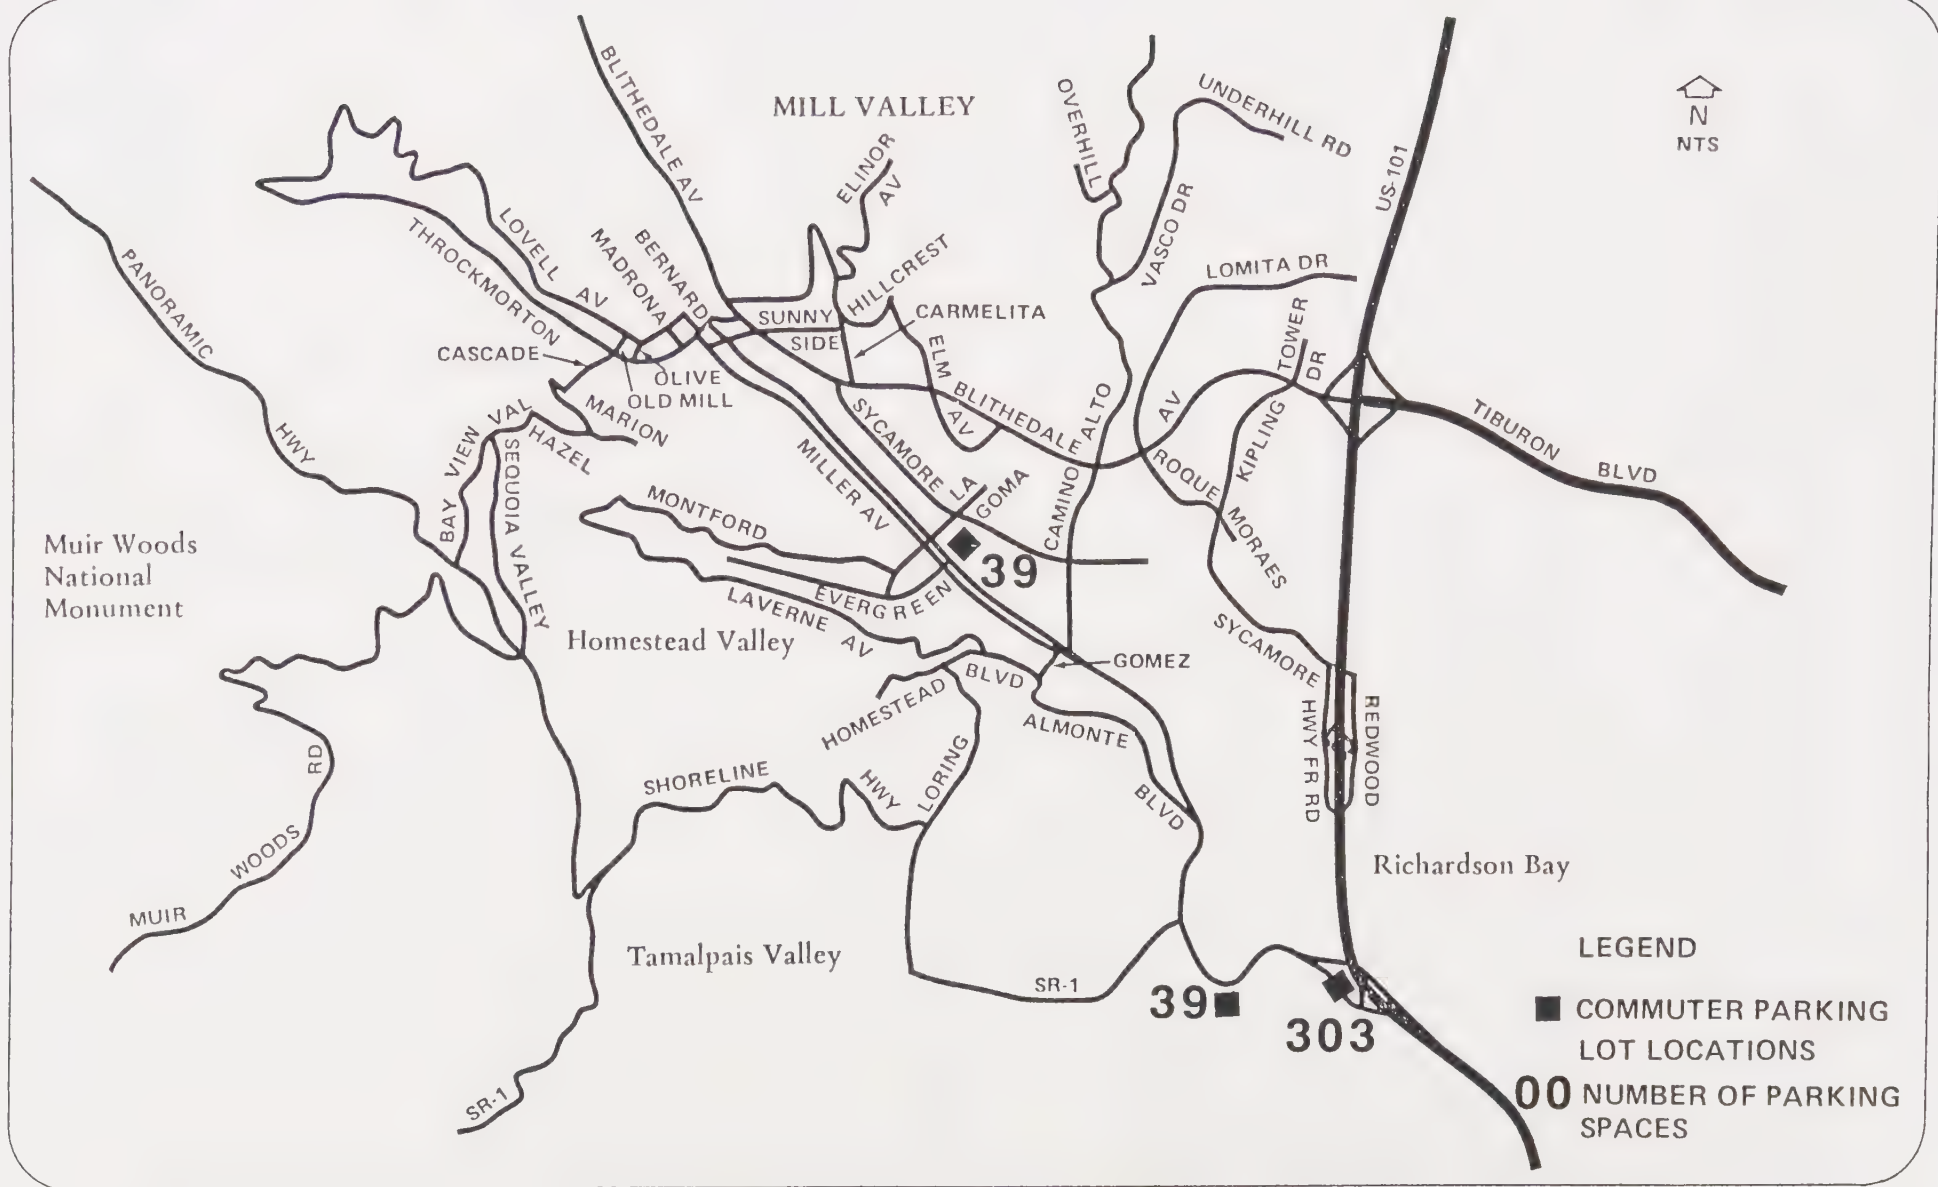 BLITHEDALE AV
MILL VALLEY
OVERHILL
UNDERHILL RD
N
NTS
US-101
ELINOR
AV
VASCO DR
LOVELL AV
THROCKMORTON
MADRONA
BERNARD
HILLCREST
SUNNY
SIDE
CARMELITA
LOMITA DR
TOWER
DR
PANORAMIC HWY
CASCADE
OLIVE
OLD MILL
MARION
HAZEL
VAL
BAY VIEW
SEQUOIA VALLEY
ELM AV
BLITHEDALE AV
SYCAMORE
MILLER AV
LA
GOMA
CAMINO ALTO
ROQUE MORAES
KIPLING
TIBURON BLVD
MONTFORD
39
EVERGREEN
LAVERNE AV
Muir Woods
National
Monument
Homestead Valley
GOMEZ
SYCAMORE
HOMESTEAD BLVD
ALMONTE BLVD
HWY FR RD
REDWOOD
SHORELINE HWY
LORING
MUIR WOODS RD
Richardson Bay
Tamalpais Valley
SR-1
39
303
SR-1
LEGEND
COMMUTER PARKING
LOT LOCATIONS
00 NUMBER OF PARKING
SPACES